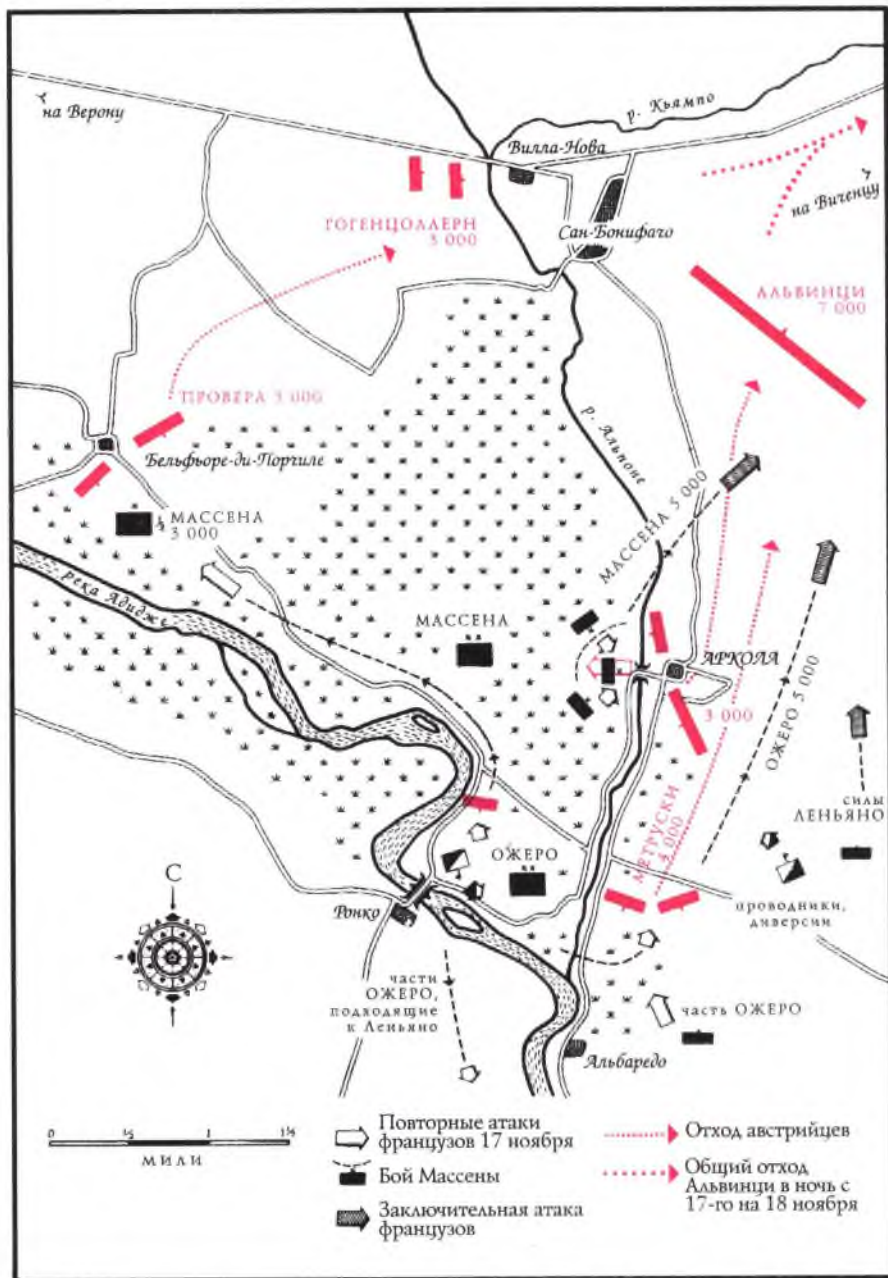 на Верону
р. Кьямпо
Вилла-Нова
на Виченцу
ГОГЕНЦОЛЛЕРН
3 000
Сан-Бонифачо
АЛЬВИНЦИ
7 000
ПРОВЕРА 3 000
р. Альпоне
Бельфьоре-ди-Порчиле
МАССЕНА
3 000
МАССЕНА 5 000
река Адидже
МАССЕНА
АРКОЛА
3 000
ОЖЕРО 5 000
СИЛЫ
ЛЕНЬЯНО
МЕТРУСКИ
4 000
ОЖЕРО
проводники,
диверсии
С
Ронко
части
ОЖЕРО,
подходящие
к Леньяно
часть ОЖЕРО
Альбаредо
0 ½ 1 1½
МИЛИ
Повторные атаки
французов 17 ноября
Бой Массены
Заключительная атака
французов
Отход австрийцев
Общий отход
Альвинци в ночь с
17-го на 18 ноября